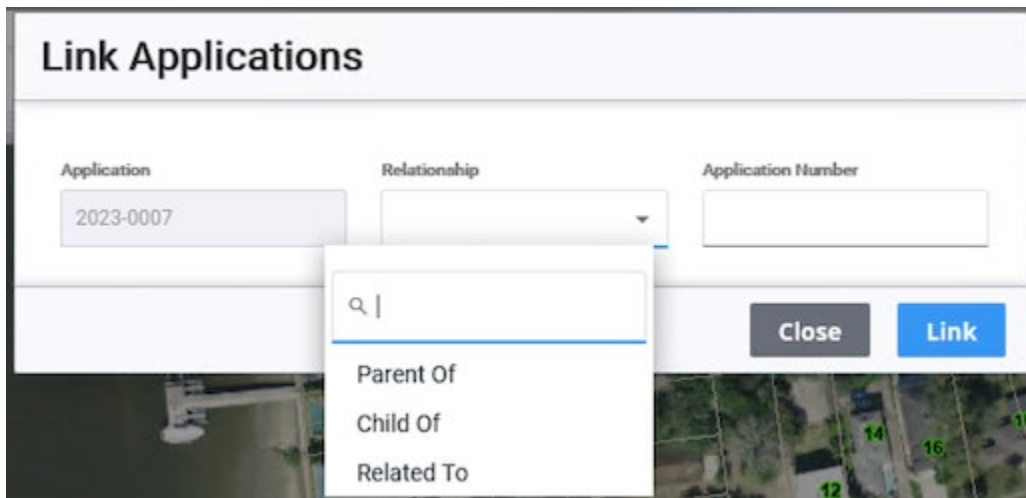 Link Applications
Application Relationship Application Number
2023-0007
Close Link
Parent Of
Child Of
Related To
14
16
12